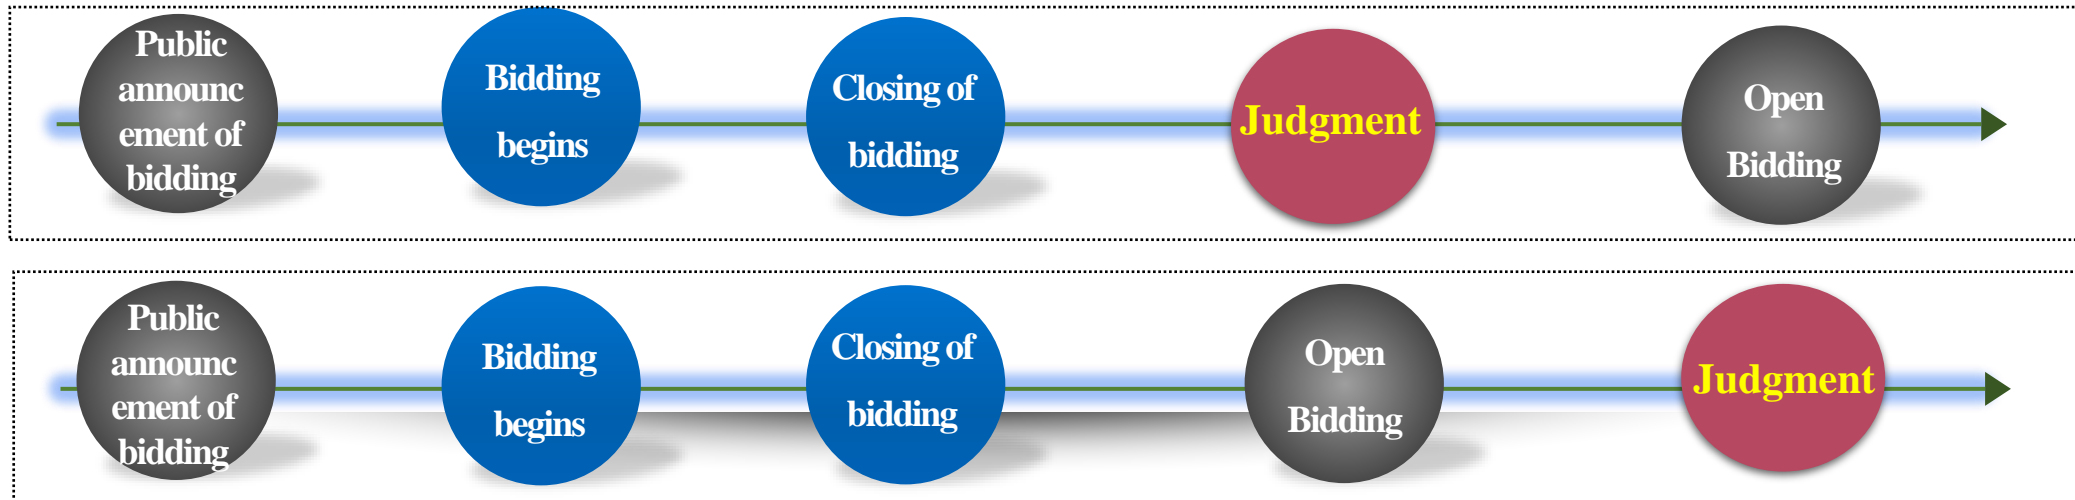 Public
announc
ement of
bidding
Bidding
begins
Closing of
bidding
Judgment
Open
Bidding
Public
announc
ement of
bidding
Bidding
begins
Closing of
bidding
Open
Bidding
Judgment